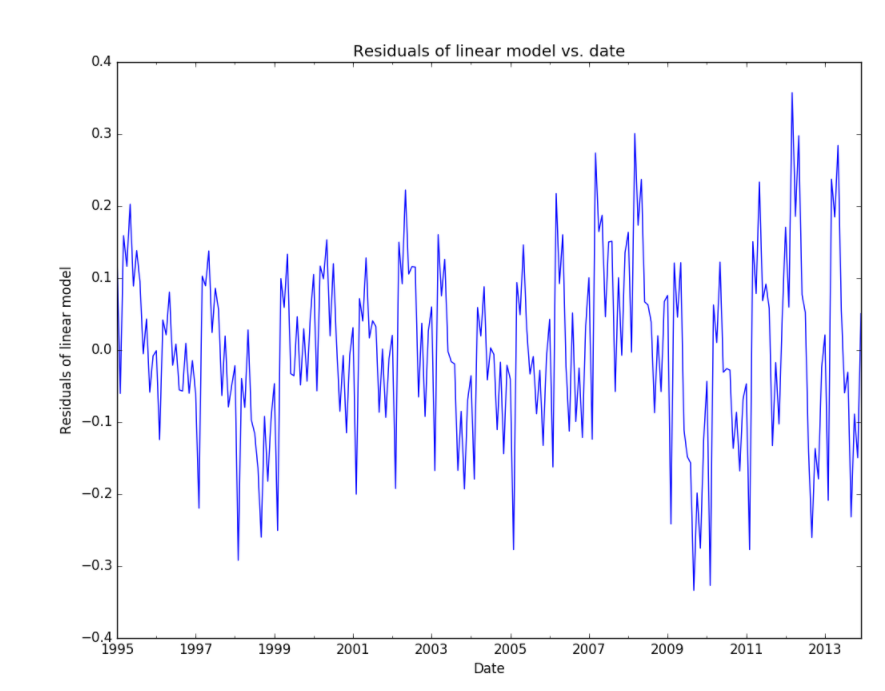 Residuals of linear model vs. date
0.4
0.3
0.2
0.1
0.0
−0.1
−0.2
−0.3
−0.4
Residuals of linear model
1995 1997 1999 2001 2003 2005 2007 2009 2011 2013
Date